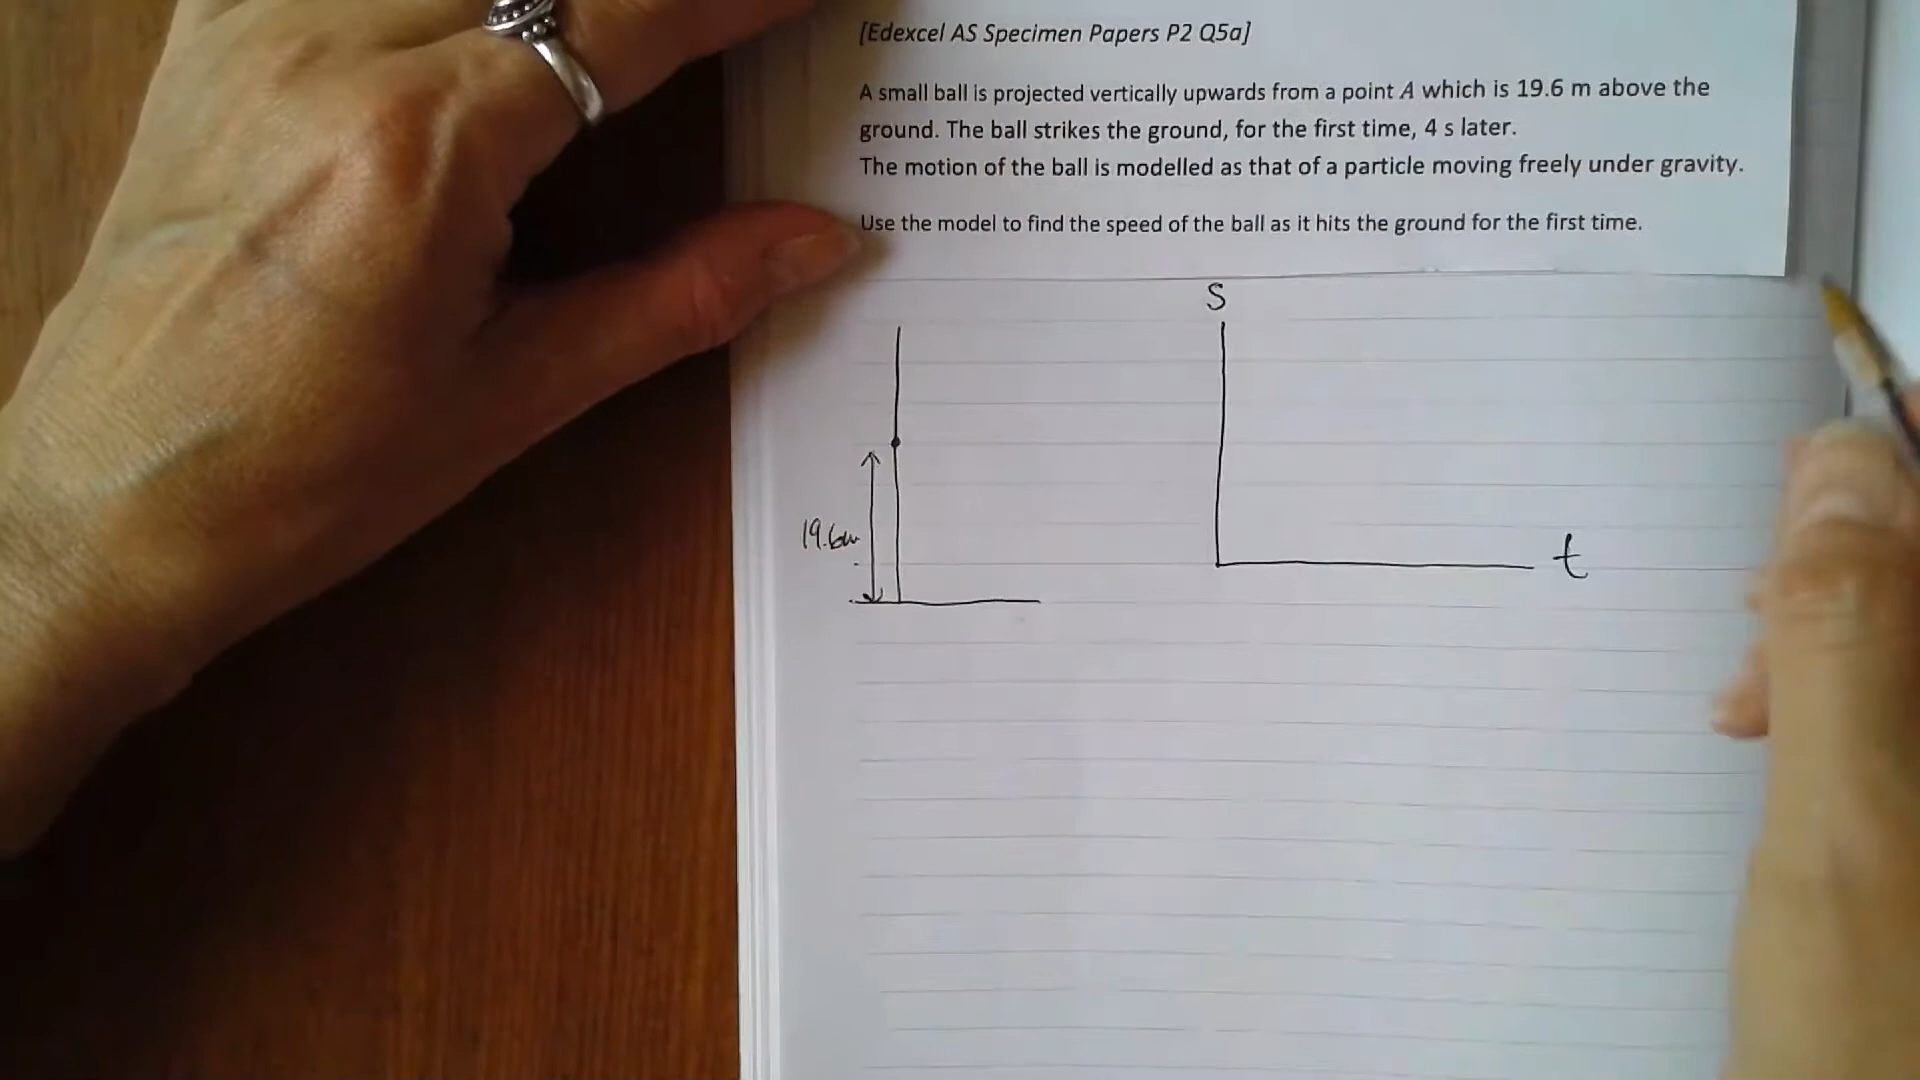 [Edexcel AS Specimen Papers P2 Q5a]
A small ball is projected vertically upwards from a point A which is 19.6 m above the
ground. The ball strikes the ground, for the first time, 4 s later.
The motion of the ball is modelled as that of a particle moving freely under gravity.
Use the model to find the speed of the ball as it hits the ground for the first time.
S
19.6m
t